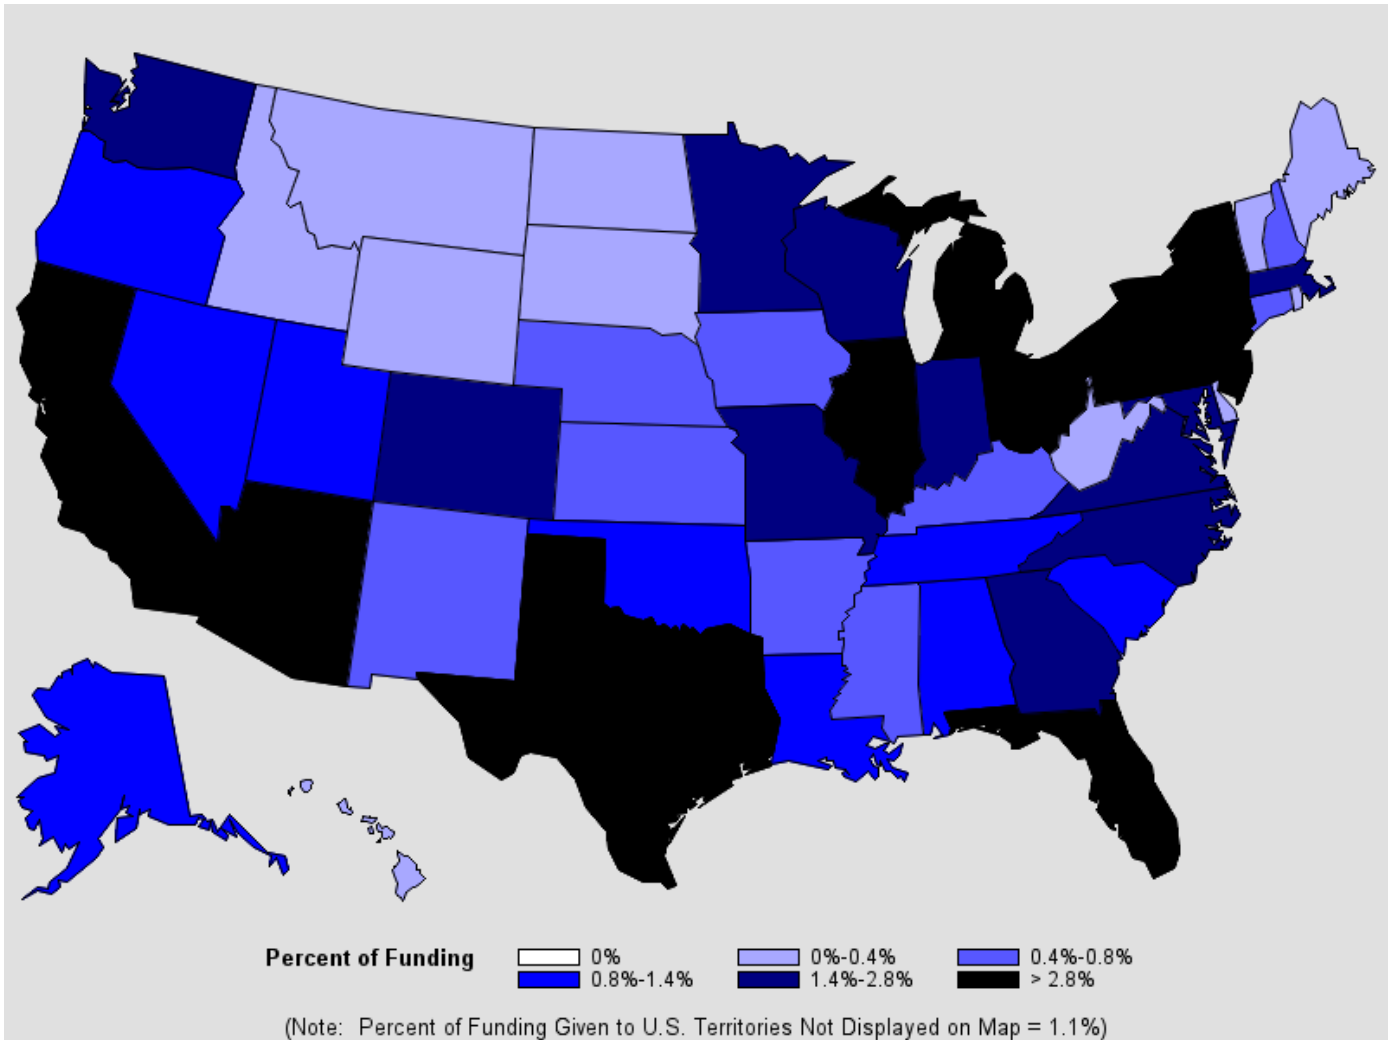 Percent of Funding 0% 0%-0.4% 0.4%-0.8%
0.8%-1.4% 1.4%-2.8% > 2.8%
(Note: Percent of Funding Given to U.S. Territories Not Displayed on Map = 1.1%)